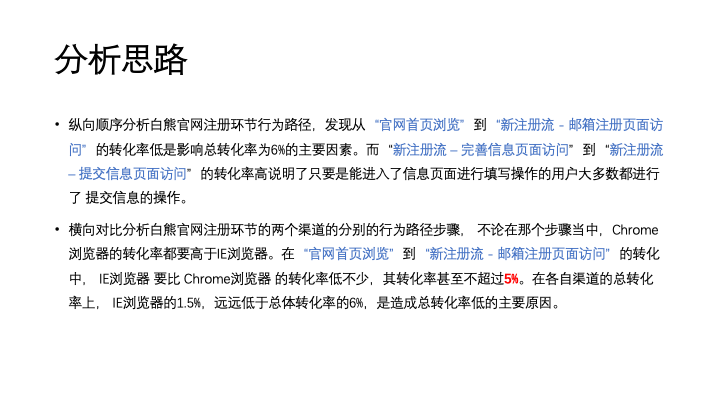 分析思路
• 纵向顺序分析白熊官网注册环节行为路径，发现从 “官网首页浏览” 到 “新注册流 - 邮箱注册页面访
问” 的转化率低是影响总转化率为6%的主要因素。而 “新注册流 – 完善信息页面访问” 到 “新注册流
– 提交信息页面访问” 的转化率高说明了只要是能进入了信息页面进行填写操作的用户大多数都进行
了 提交信息的操作。
• 横向对比分析白熊官网注册环节的两个渠道的分别的行为路径步骤， 不论在那个步骤当中，Chrome
浏览器的转化率都要高于IE浏览器。在 “官网首页浏览” 到 “新注册流 - 邮箱注册页面访问” 的转化
中， IE浏览器 要比 Chrome浏览器 的转化率低不少，其转化率甚至不超过5%。在各自渠道的总转化
率上， IE浏览器的1.5%，远远低于总体转化率的6%，是造成总转化率低的主要原因。